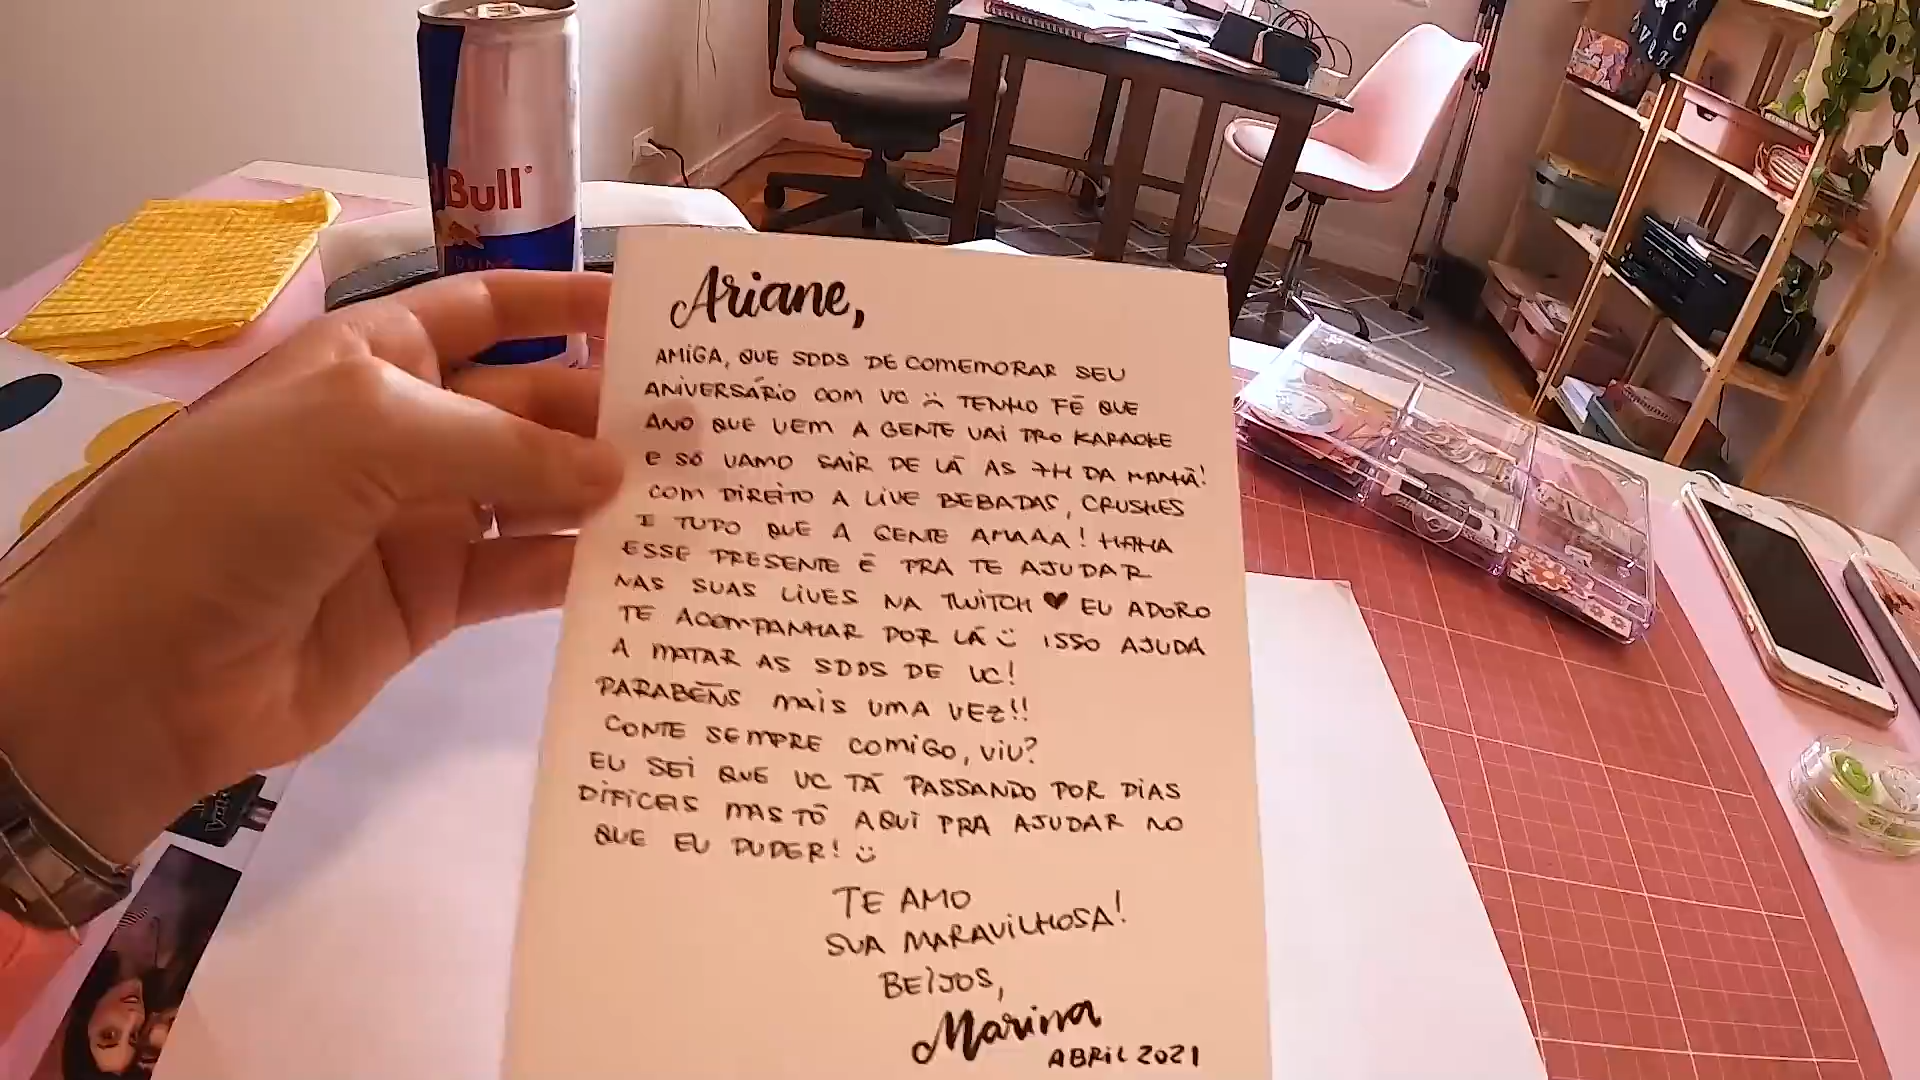 Bull
Ariane,
AMIGA, QUE SDDS DE COMEMORAR SEU
ANIVERSÁRIO COM VC :( TENHO FÉ QUE
ANO QUE VEM A GENTE VAI PRO KARAOKE
E SÓ VAMO SAIR DE LÁ AS 7H DA MANHÃ!
COM DIREITO A LIVE BEBADAS, CRUSHES
E TUDO QUE A GENTE AMAAA! HAHA
ESSE PRESENTE É PRA TE AJUDAR
NAS SUAS LIVES NA TWITCH ♥ EU ADORO
TE ACOMPANHAR POR LÁ :) ISSO AJUDA
A MATAR AS SDDS DE VC!
PARABÉNS MAIS UMA VEZ!!
CONTE SEMPRE COMIGO, VIU?
EU SEI QUE VC TÁ PASSANDO POR DIAS
DIFICEIS MAS TÔ AQUI PRA AJUDAR NO
QUE EU PUDER! :)
TE AMO
SUA MARAVILHOSA!
BEIJOS,
Marina
ABRIL 2021